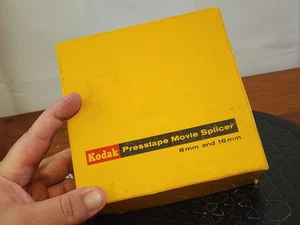 Kodak Presstape Movie Splicer
8mm and 16mm